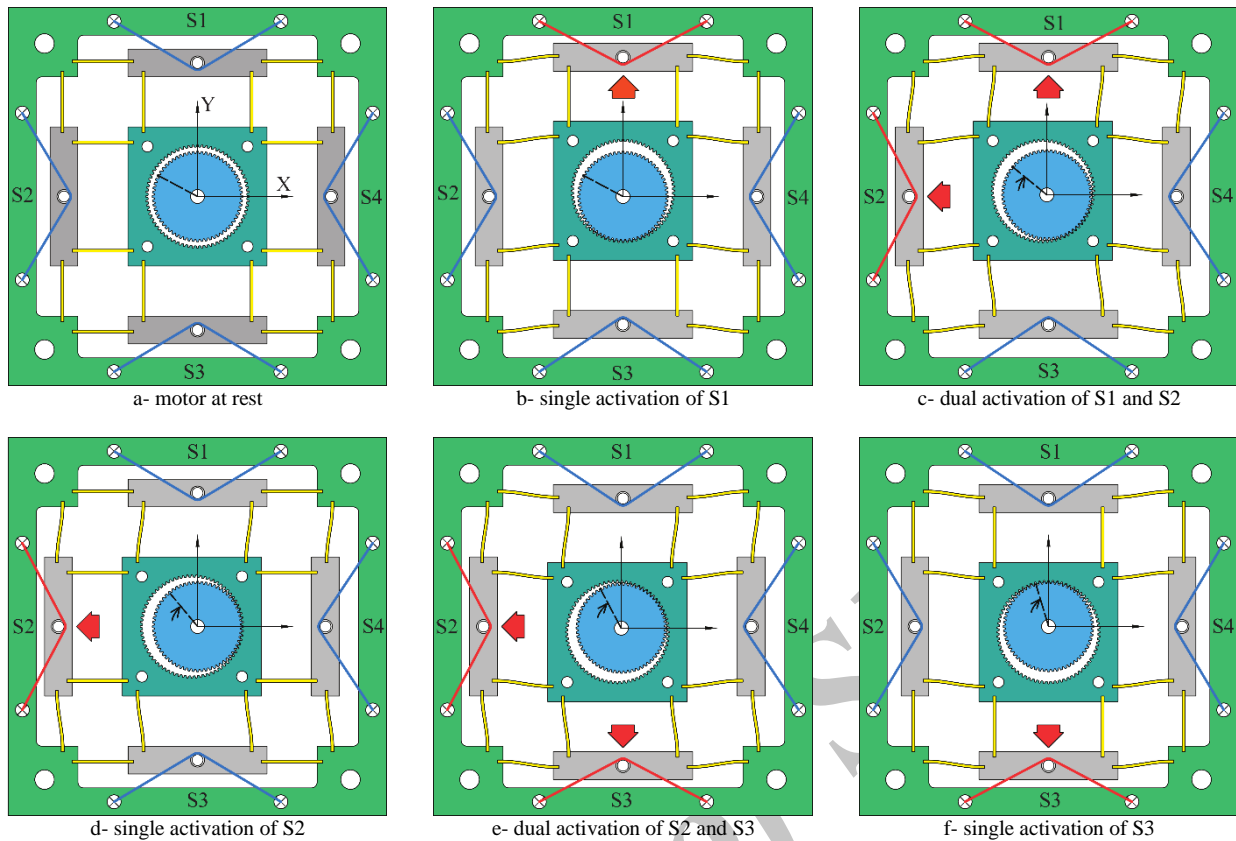 S1
Y
X
S2
S4
S3
a- motor at rest
S1
S2
S4
S3
b- single activation of S1
S1
S2
S4
S3
c- dual activation of S1 and S2
S1
S2
S4
S3
d- single activation of S2
S1
S2
S4
S3
e- dual activation of S2 and S3
S1
S2
S4
S3
f- single activation of S3